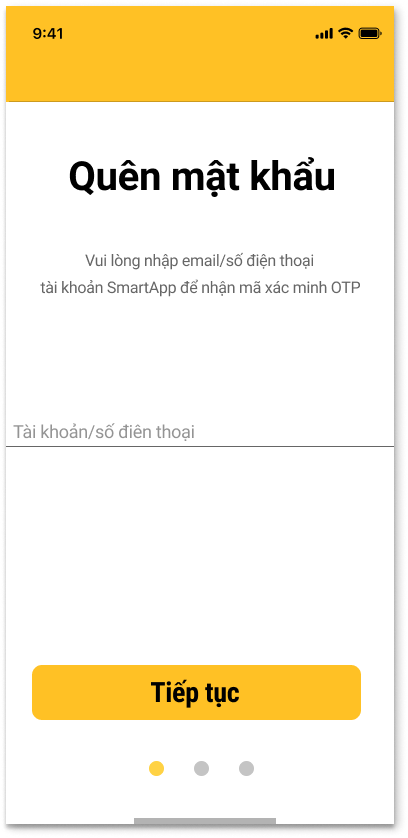 9:41
Quên mật khẩu
Vui lòng nhập email/số điện thoại
tài khoản SmartApp để nhận mã xác minh OTP
Tài khoản/số điên thoại
Tiếp tục